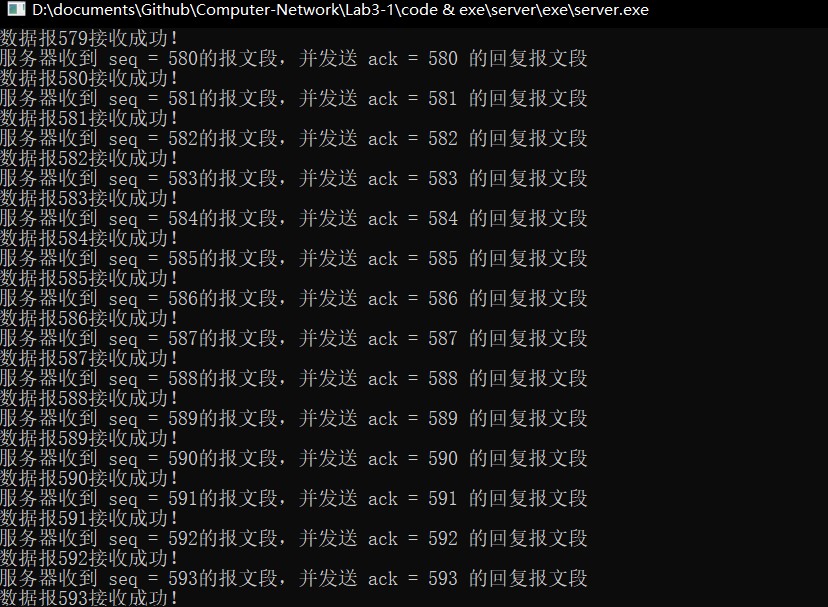 D:\documents\Github\Computer-Network\Lab3-1\code & exe\server\exe\server.exe
数据报579接收成功!
服务器收到 seq = 580的报文段，并发送 ack = 580 的回复报文段
数据报580接收成功!
服务器收到 seq = 581的报文段，并发送 ack = 581 的回复报文段
数据报581接收成功!
服务器收到 seq = 582的报文段，并发送 ack = 582 的回复报文段
数据报582接收成功!
服务器收到 seq = 583的报文段，并发送 ack = 583 的回复报文段
数据报583接收成功!
服务器收到 seq = 584的报文段，并发送 ack = 584 的回复报文段
数据报584接收成功!
服务器收到 seq = 585的报文段，并发送 ack = 585 的回复报文段
数据报585接收成功!
服务器收到 seq = 586的报文段，并发送 ack = 586 的回复报文段
数据报586接收成功!
服务器收到 seq = 587的报文段，并发送 ack = 587 的回复报文段
数据报587接收成功!
服务器收到 seq = 588的报文段，并发送 ack = 588 的回复报文段
数据报588接收成功!
服务器收到 seq = 589的报文段，并发送 ack = 589 的回复报文段
数据报589接收成功!
服务器收到 seq = 590的报文段，并发送 ack = 590 的回复报文段
数据报590接收成功!
服务器收到 seq = 591的报文段，并发送 ack = 591 的回复报文段
数据报591接收成功!
服务器收到 seq = 592的报文段，并发送 ack = 592 的回复报文段
数据报592接收成功!
服务器收到 seq = 593的报文段，并发送 ack = 593 的回复报文段
数据报593接收成功!